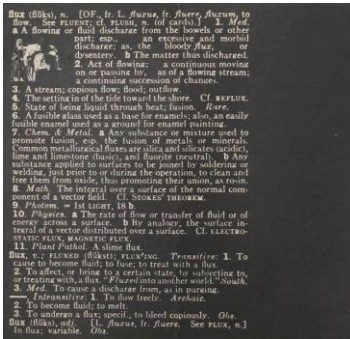 flux (flŭks), n. [OF., fr. L. fluxus, fr. fluere, fluxum, to
flow. See FLUENT; cf. FLUSH, n. (of cards).] 1. Med.
a A flowing or fluid discharge from the bowels or other
part; esp., an excessive and morbid
discharge; as, the bloody flux, or
dysentery. b The matter thus discharged.
2. Act of flowing; a continuous moving
on or passing by, as of a flowing stream;
a continuing succession of changes.
3. A stream; copious flow; flood; outflow.
4. The setting in of the tide toward the shore. Cf. REFLUX.
5. State of being liquid through heat; fusion. Rare.
6. A fusible glass used as a base for enamels; also, an easily
fusible enamel used as a ground for enamel painting.
7. Chem. & Metal. a Any substance or mixture used to
promote fusion, esp. the fusion of metals or minerals.
Common metallurgical fluxes are silica and silicates (acidic),
lime and limestone (basic), and fluorite (neutral). b Any
substance applied to surfaces to be joined by soldering or
welding, just prior to or during the operation, to clean and
free them from oxide, thus promoting their union, as rosin.
8. Math. The integral over a surface of the normal com-
ponent of a vector field. Cf. STOKES' THEOREM.
9. Photom. = 1st LIGHT, 18 b.
10. Physics. a The rate of flow or transfer of fluid or of
energy across a surface. b By analogy, the surface in-
tegral of a vector distributed over a surface. Cf. ELECTRO-
STATIC FLUX, MAGNETIC FLUX.
11. Plant Pathol. A slime flux.
flux, v.; FLUXED (flŭkst); FLUX'ING. Transitive: 1. To
cause to become fluid; to fuse; to treat with a flux.
2. To affect, or bring to a certain state, by subjecting to,
or treating with, a flux. "Fluxed into another world." South.
3. Med. To cause a discharge from, as in purging.
—, Intransitive: 1. To flow freely. Archaic.
2. To become fluid; to melt.
3. To undergo a flux; specif., to bleed copiously. Obs.
flux (flŭks), adj. [L. fluxus, fr. fluere. See FLUX, n.]
In flux; variable. Obs.